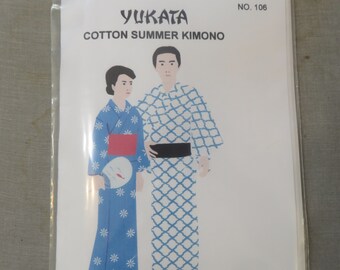 NO. 106
YUKATA
COTTON SUMMER KIMONO